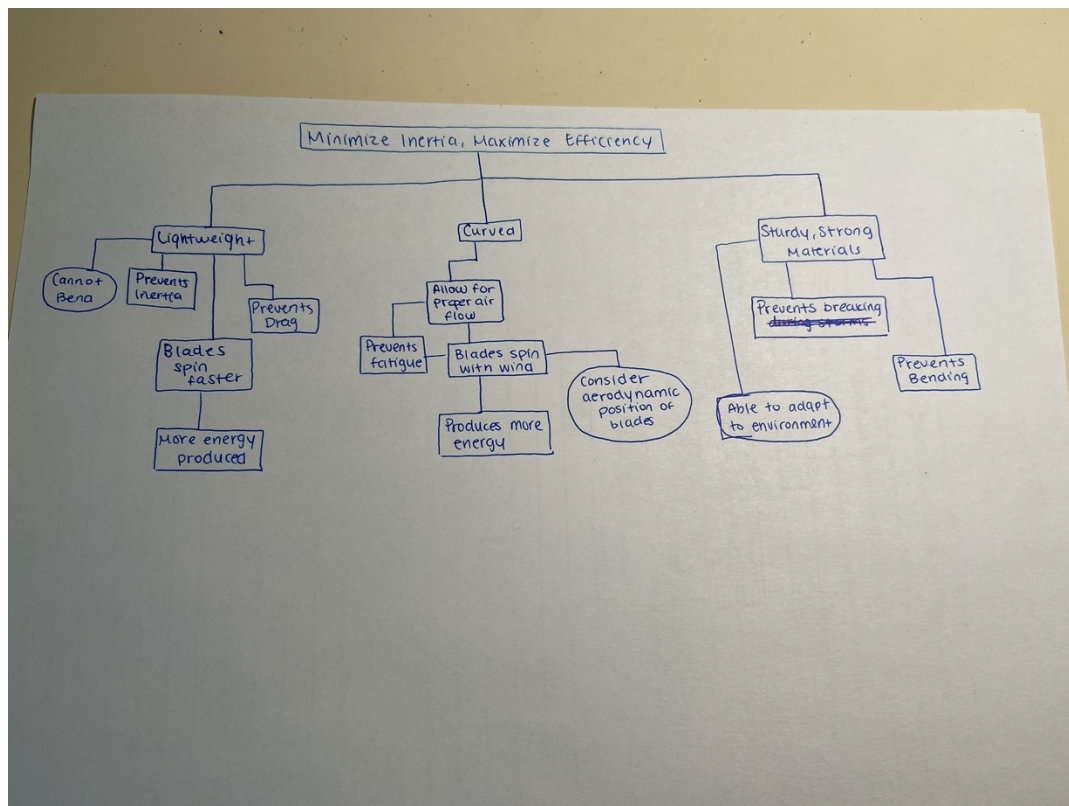 Minimize Inertia, Maximize Efficiency
Lightweight
Curved
Sturdy, Strong
Materials
Cannot
Bend
Prevents
Inertia
Prevents
Drag
Blades
spin
faster
More energy
produced
Allow for
Proper air
flow
Prevents
fatigue
Blades spin
with wind
Consider
aerodynamic
position of
blades
Produces more
energy
Prevents breaking
during storms
Prevents
Bending
Able to adapt
to environment